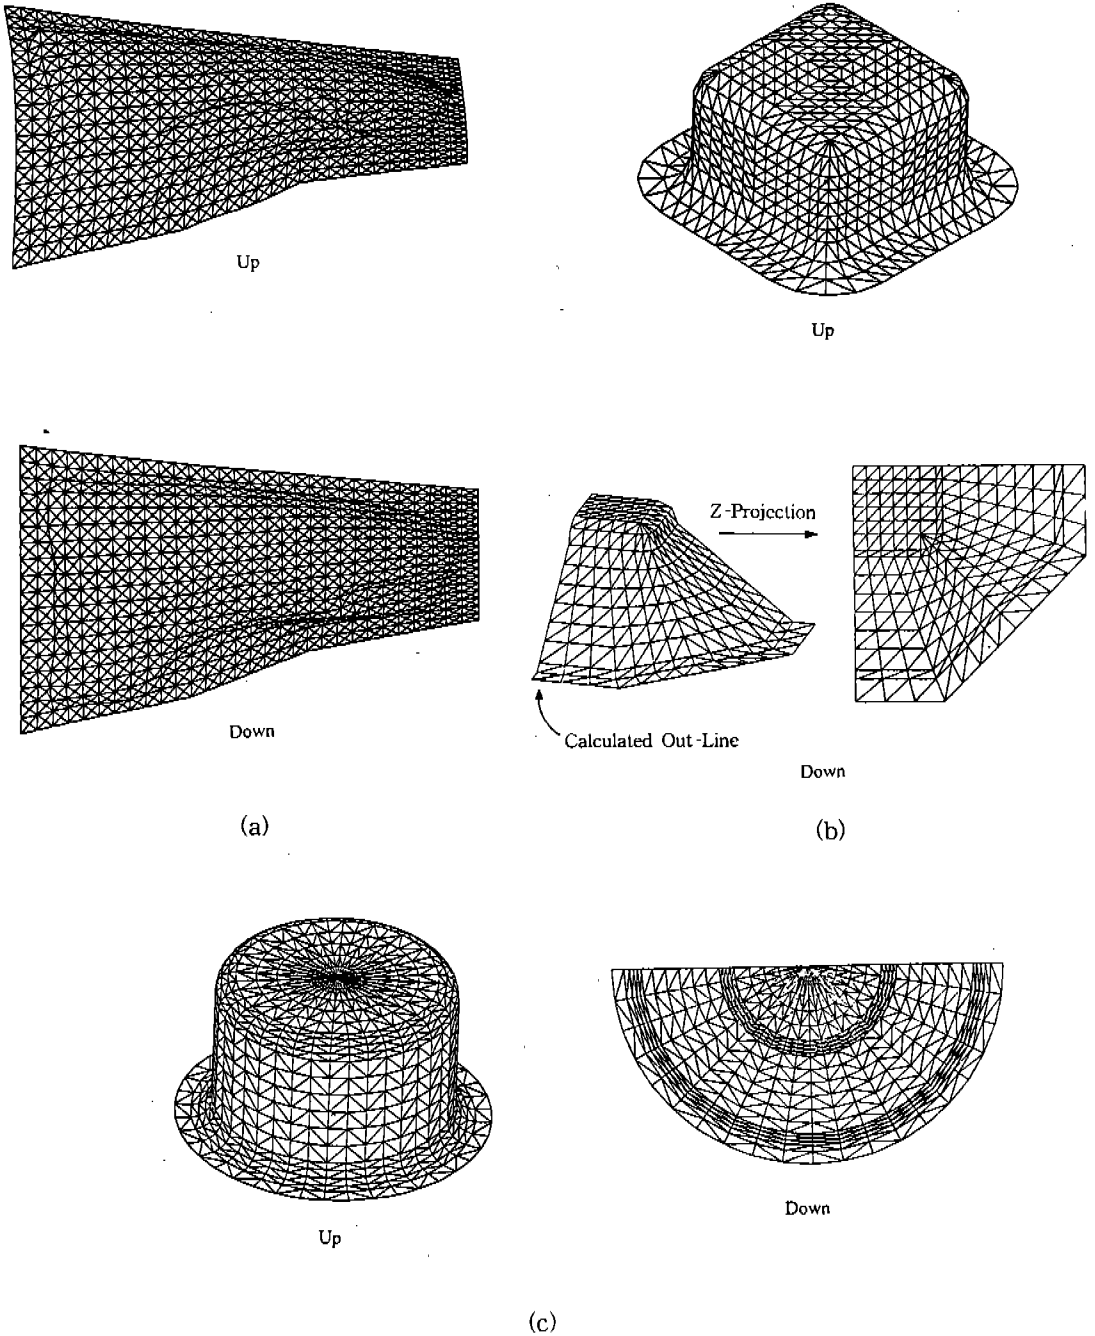 Up
Up
Z-Projection
Calculated Out-Line
Down
Down
(a)
(b)
Up
Down
(c)